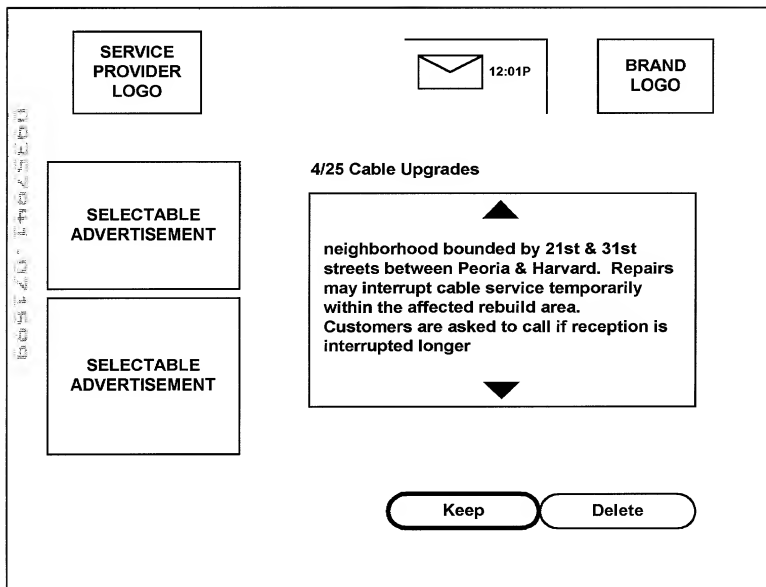 SERVICE
PROVIDER
LOGO
12:01P
BRAND
LOGO
SELECTABLE
ADVERTISEMENT
SELECTABLE
ADVERTISEMENT
4/25 Cable Upgrades
neighborhood bounded by 21st & 31st
streets between Peoria & Harvard. Repairs
may interrupt cable service temporarily
within the affected rebuild area.
Customers are asked to call if reception is
interrupted longer
Keep
Delete